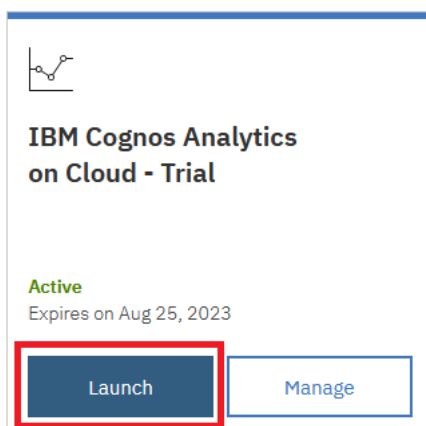 IBM Cognos Analytics
on Cloud - Trial
Active
Expires on Aug 25, 2023
Launch
Manage